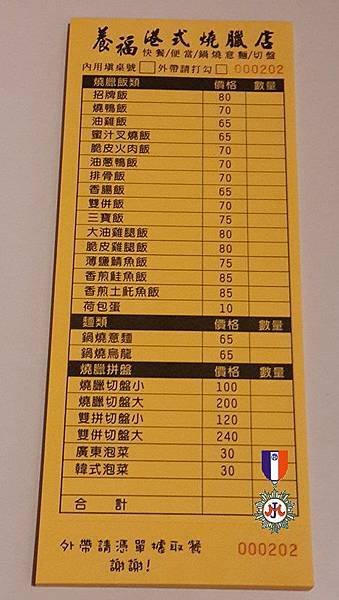 養福港式燒臘店
快餐/便當/鍋燒意麵/切盤
內用填桌號 外帶請打勾 000202
燒臘飯類 價格 數量
招牌飯 80
燒鴨飯 70
油雞飯 65
蜜汁叉燒飯 65
脆皮火肉飯 70
油蔥鴨飯 70
排骨飯 70
香腸飯 65
雙併飯 70
三寶飯 75
大油雞腿飯 80
脆皮雞腿飯 80
薄鹽鯖魚飯 75
香煎鮭魚飯 85
香煎土魠魚飯 85
荷包蛋 10
麵類 價格 數量
鍋燒意麵 65
鍋燒烏龍 65
燒臘拼盤 價格 數量
燒臘切盤小 100
燒臘切盤大 200
雙拼切盤小 120
雙併切盤大 240
廣東泡菜 30
韓式泡菜 30
合計
外帶請憑單據取餐 000202
謝謝!